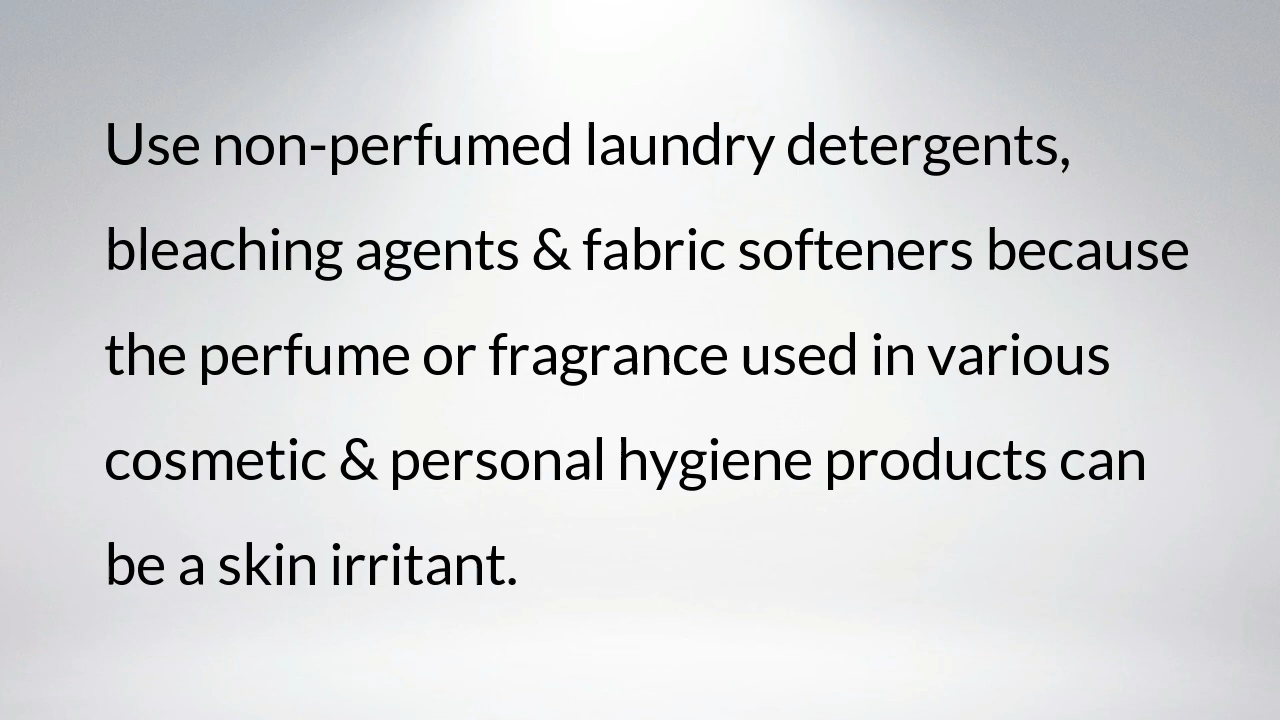 Use non-perfumed laundry detergents,
bleaching agents & fabric softeners because
the perfume or fragrance used in various
cosmetic & personal hygiene products can
be a skin irritant.